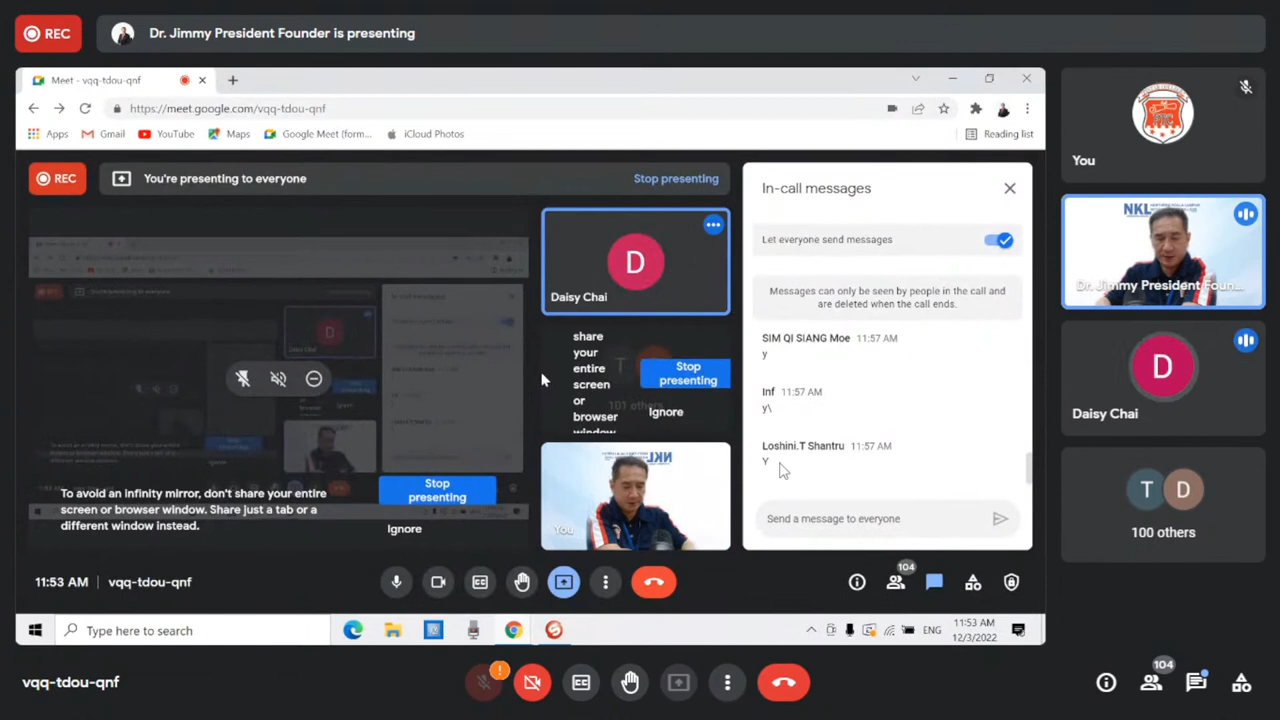 REC
Dr. Jimmy President Founder is presenting
Meet - vqq-tdou-qnf
https://meet.google.com/vqq-tdou-qnf
Apps
Gmail
YouTube
Maps
Google Meet (form...
iCloud Photos
Reading list
REC
You're presenting to everyone
Stop presenting
In-call messages
Let everyone send messages
Messages can only be seen by people in the call and
are deleted when the call ends.
SIM QI SIANG Moe 11:57 AM
y
Inf 11:57 AM
y\
Loshini.T Shantru 11:57 AM
Y
Send a message to everyone
D
Daisy Chai
share
your
entire
screen
or
browser
window
Stop
presenting
Ignore
101 others
NKL
You
To avoid an infinity mirror, don't share your entire
screen or browser window. Share just a tab or a
different window instead.
Stop
presenting
Ignore
11:53 AM | vqq-tdou-qnf
104
Type here to search
ENG
11:53 AM
12/3/2022
You
NKL
Dr. Jimmy President Foun...
D
Daisy Chai
T
D
100 others
vqq-tdou-qnf
104